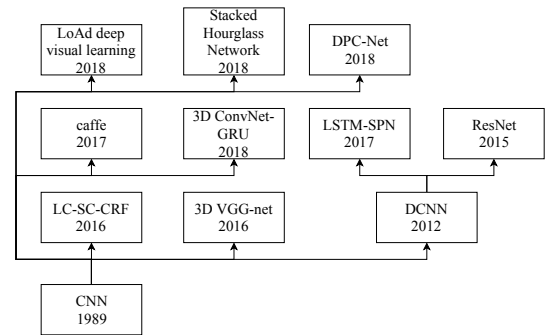 LoAd deep
visual learning
2018
Stacked
Hourglass
Network
2018
DPC-Net
2018
caffe
2017
3D ConvNet-
GRU
2018
LSTM-SPN
2017
ResNet
2015
LC-SC-CRF
2016
3D VGG-net
2016
DCNN
2012
CNN
1989